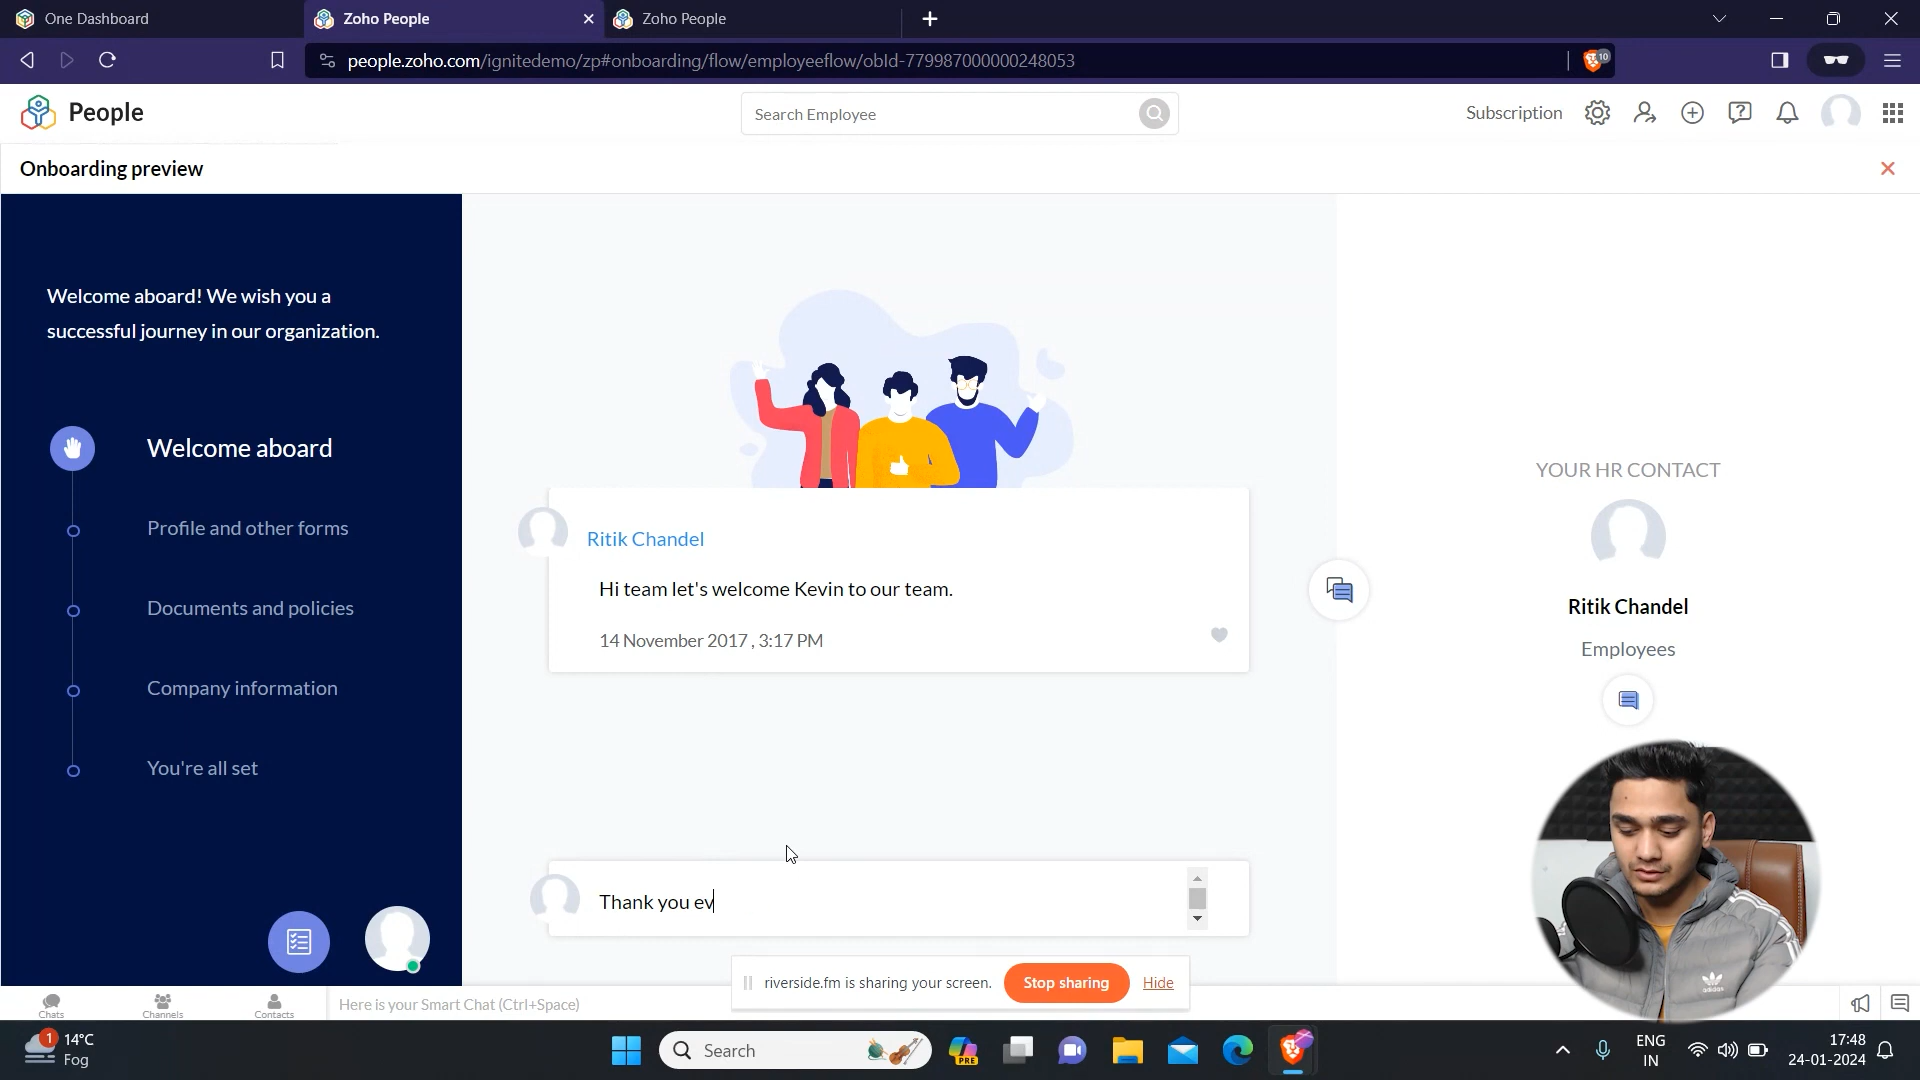 One Dashboard
Zoho People
Zoho People
people.zoho.com/ignitedemo/zp#onboarding/flow/employeeflow/obId-779987000000248053
10
People
Search Employee
Subscription
Onboarding preview
Welcome aboard! We wish you a
successful journey in our organization.
Welcome aboard
Profile and other forms
Documents and policies
Company information
You're all set
Ritik Chandel
Hi team let's welcome Kevin to our team.
14 November 2017 , 3:17 PM
Thank you ev
YOUR HR CONTACT
Ritik Chandel
Employees
riverside.fm is sharing your screen.
Stop sharing
Hide
Chats
Channels
Contacts
Here is your Smart Chat (Ctrl+Space)
1
14°C
Fog
Search
PRE
ENG
IN
17:48
24-01-2024
adidas